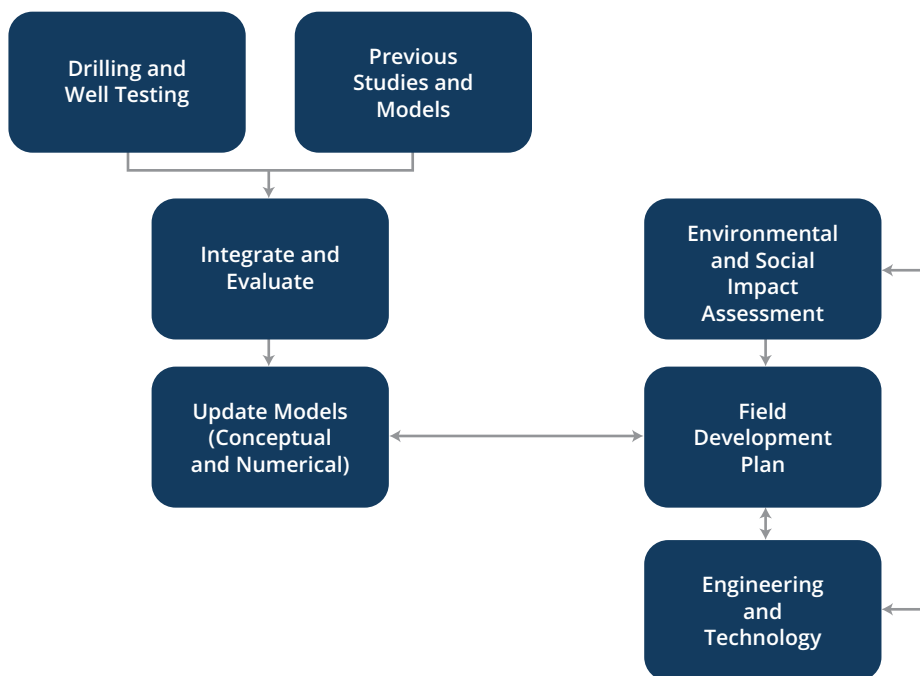 Drilling and
Well Testing
Previous
Studies and
Models
Integrate and
Evaluate
Environmental
and Social
Impact
Assessment
Update Models
(Conceptual
and Numerical)
Field
Development
Plan
Engineering
and
Technology